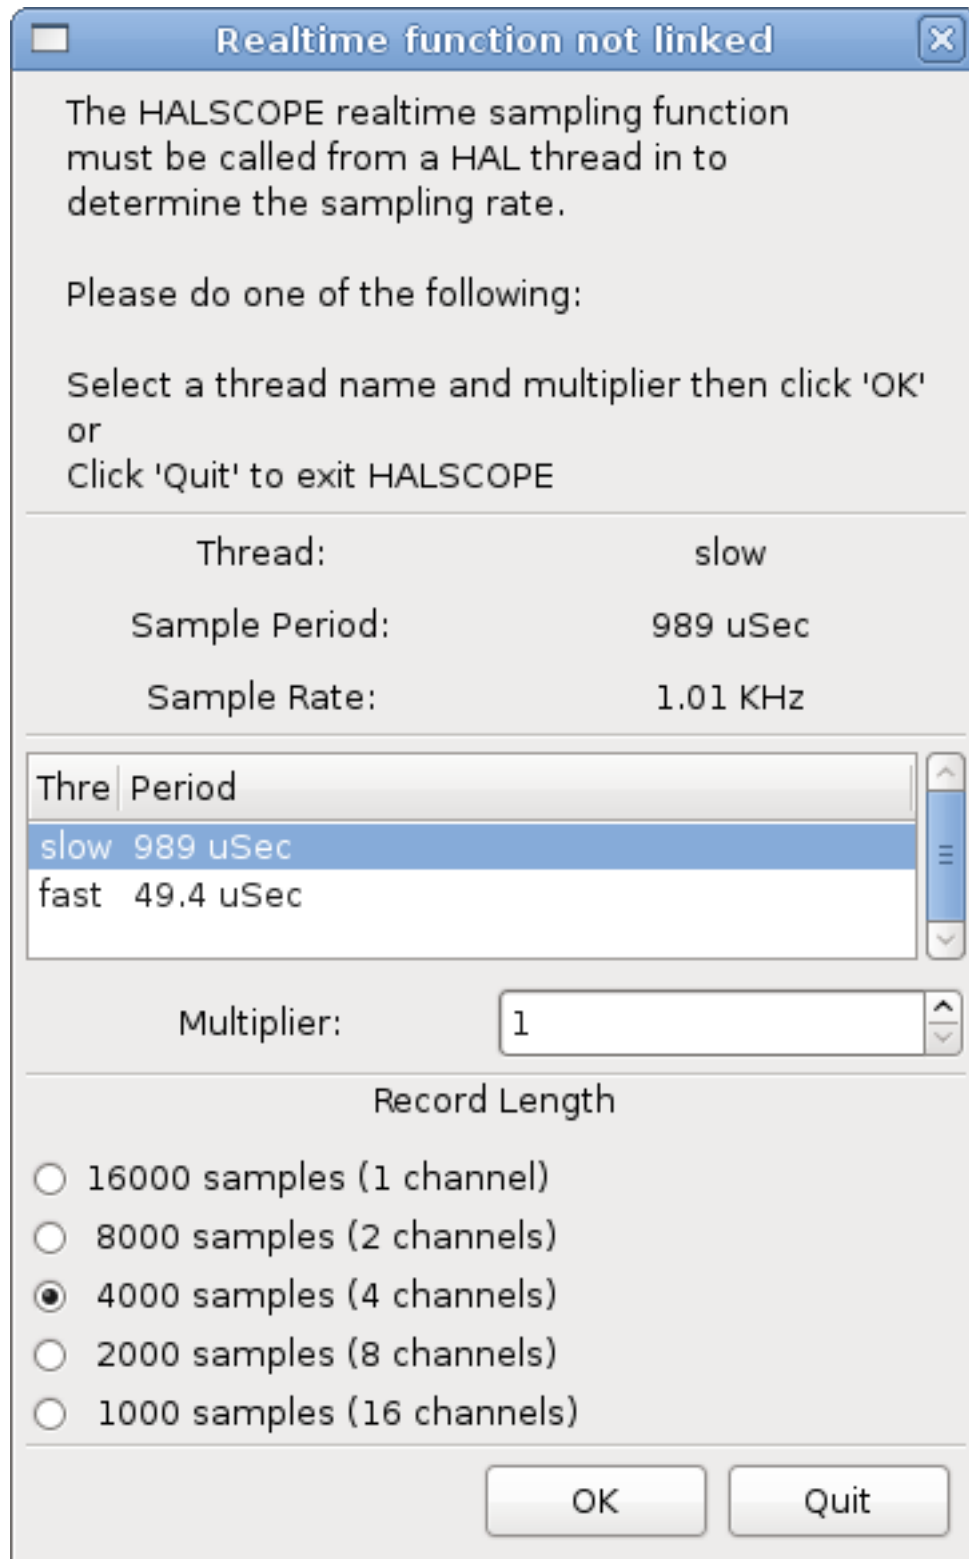 Realtime function not linked
The HALSCOPE realtime sampling function
must be called from a HAL thread in to
determine the sampling rate.
Please do one of the following:
Select a thread name and multiplier then click 'OK'
or
Click 'Quit' to exit HALSCOPE
Thread: slow
Sample Period: 989 uSec
Sample Rate: 1.01 KHz
Thre Period
slow 989 uSec
fast 49.4 uSec
Multiplier: 1
Record Length
16000 samples (1 channel)
8000 samples (2 channels)
4000 samples (4 channels)
2000 samples (8 channels)
1000 samples (16 channels)
OK Quit